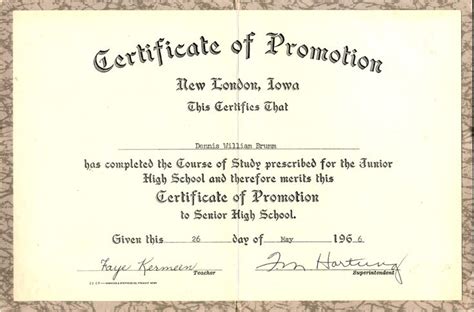 Certificate of Promotion
New London, Iowa
This Certifies That
Dennis William Brumm
has completed the Course of Study prescribed for the Junior
High School and therefore merits this
Certificate of Promotion
to Senior High School.
Given this 26 day of May 1966
Faye Kermeen
Teacher
Hartung
Superintendent